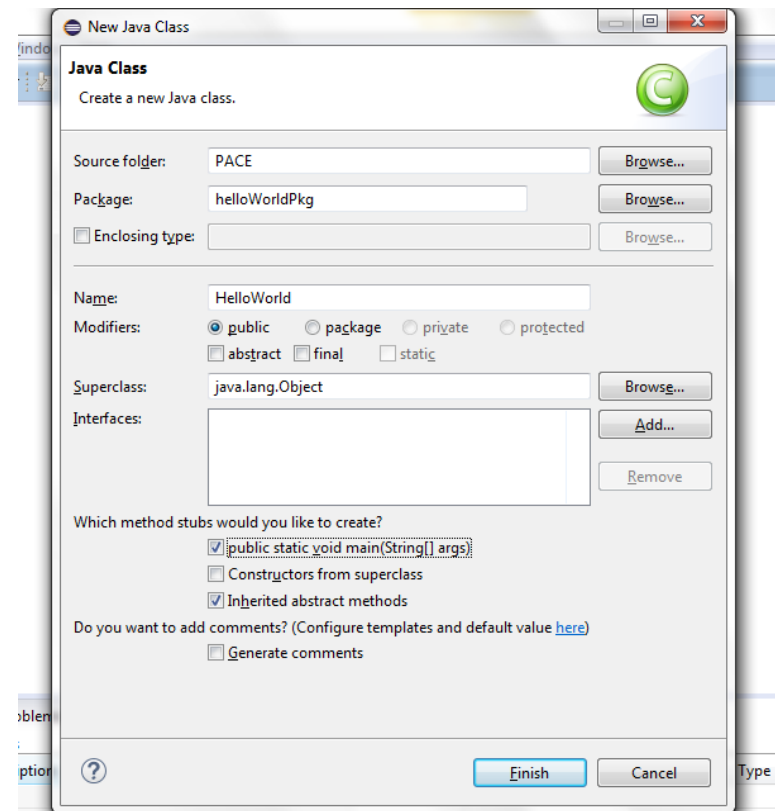 New Java Class
Java Class
Create a new Java class.
C
Source folder: PACE Browse...
Package: helloWorldPkg Browse...
Enclosing type: Browse...
Name: HelloWorld
Modifiers: public package private protected
abstract final static
Superclass: java.lang.Object Browse...
Interfaces: Add...
Remove
Which method stubs would you like to create?
public static void main(String[] args)
Constructors from superclass
Inherited abstract methods
Do you want to add comments? (Configure templates and default value here)
Generate comments
? Finish Cancel
Type